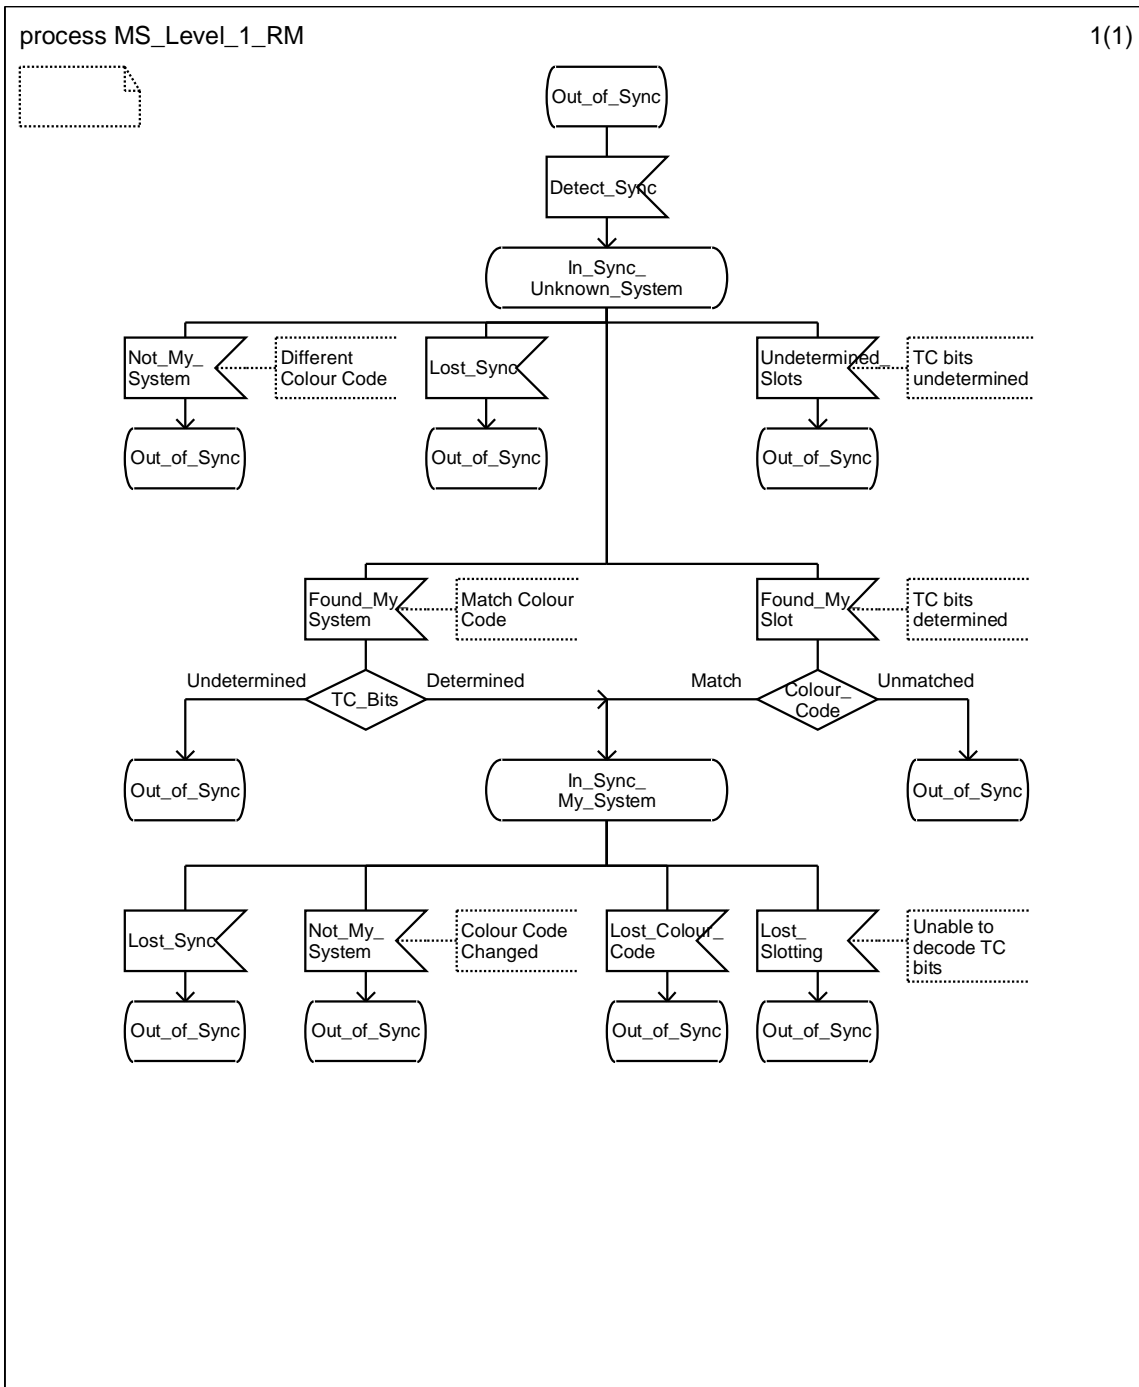 process MS_Level_1_RM
1(1)
Out_of_Sync
Detect_Sync
In_Sync_
Unknown_System
Not_My_
System
Different
Colour Code
Lost_Sync
Undetermined_
Slots
TC bits
undetermined
Out_of_Sync
Out_of_Sync
Out_of_Sync
Found_My_
System
Match Colour
Code
Found_My_
Slot
TC bits
determined
Undetermined
TC_Bits
Determined
Match
Colour_
Code
Unmatched
Out_of_Sync
In_Sync_
My_System
Out_of_Sync
Lost_Sync
Not_My_
System
Colour Code
Changed
Lost_Colour_
Code
Lost_
Slotting
Unable to
decode TC
bits
Out_of_Sync
Out_of_Sync
Out_of_Sync
Out_of_Sync